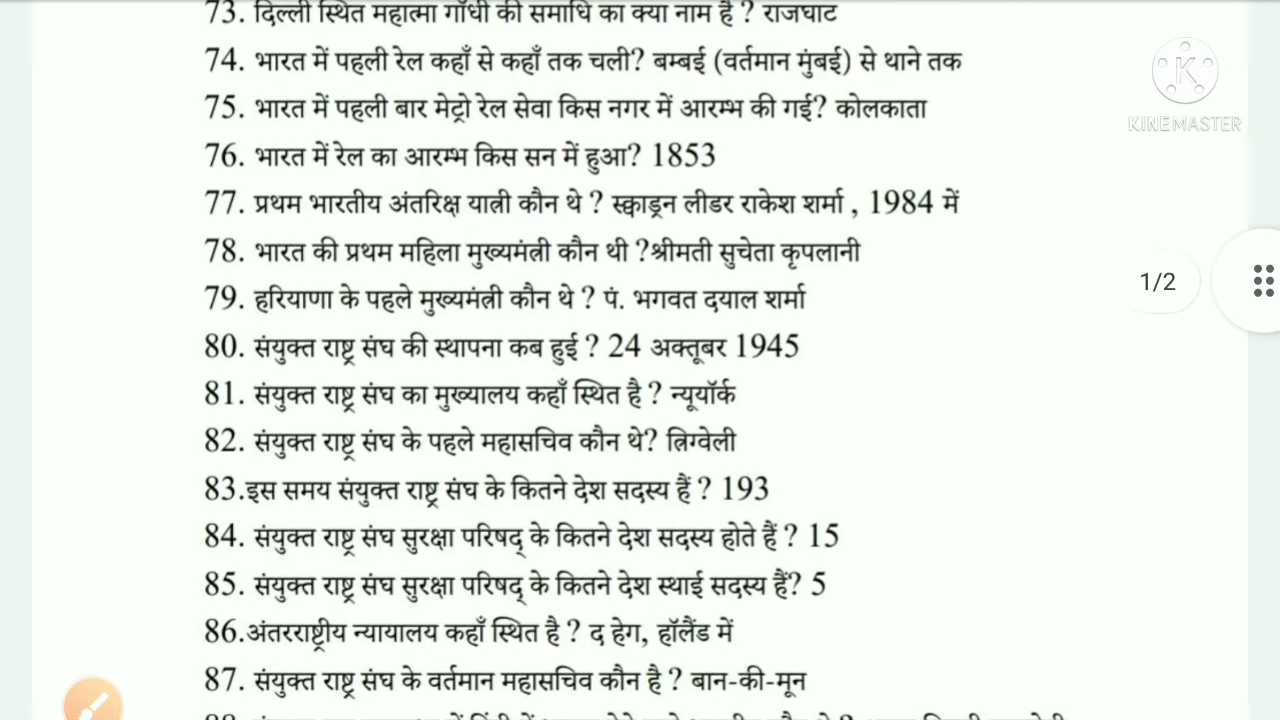 73. दिल्ली स्थित महात्मा गाँधी की समाधि का क्या नाम है ? राजघाट
74. भारत में पहली रेल कहाँ से कहाँ तक चली? बम्बई (वर्तमान मुंबई) से थाने तक
75. भारत में पहली बार मेट्रो रेल सेवा किस नगर में आरम्भ की गई? कोलकाता
76. भारत में रेल का आरम्भ किस सन में हुआ? 1853
77. प्रथम भारतीय अंतरिक्ष यात्री कौन थे ? स्क्वाड्रन लीडर राकेश शर्मा , 1984 में
78. भारत की प्रथम महिला मुख्यमंत्री कौन थी ?श्रीमती सुचेता कृपलानी
79. हरियाणा के पहले मुख्यमंत्री कौन थे ? पं. भगवत दयाल शर्मा
80. संयुक्त राष्ट्र संघ की स्थापना कब हुई ? 24 अक्तूबर 1945
81. संयुक्त राष्ट्र संघ का मुख्यालय कहाँ स्थित है ? न्यूयॉर्क
82. संयुक्त राष्ट्र संघ के पहले महासचिव कौन थे? त्रिग्वेली
83.इस समय संयुक्त राष्ट्र संघ के कितने देश सदस्य हैं ? 193
84. संयुक्त राष्ट्र संघ सुरक्षा परिषद् के कितने देश सदस्य होते हैं ? 15
85. संयुक्त राष्ट्र संघ सुरक्षा परिषद् के कितने देश स्थाई सदस्य हैं? 5
86.अंतरराष्ट्रीय न्यायालय कहाँ स्थित है ? द हेग, हॉलैंड में
87. संयुक्त राष्ट्र संघ के वर्तमान महासचिव कौन है ? बान-की-मून
K
KINEMASTER
1/2